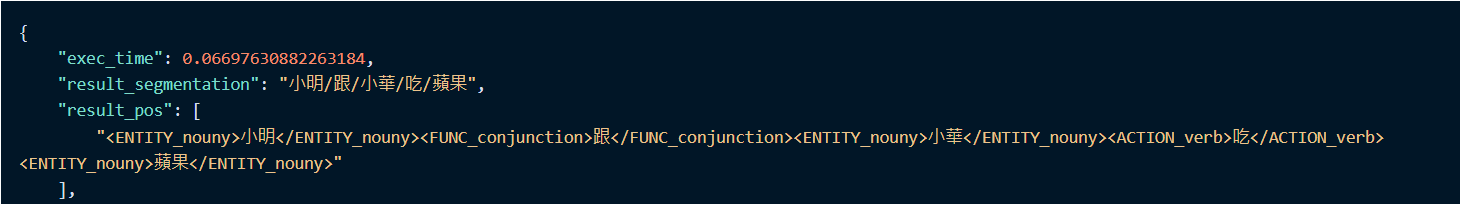 {
"exec_time": 0.06697630882263184,
"result_segmentation": "小明/跟/小華/吃/蘋果",
"result_pos": [
"<ENTITY_nouny>小明</ENTITY_nouny><FUNC_conjunction>跟</FUNC_conjunction><ENTITY_nouny>小華</ENTITY_nouny><ACTION_verb>吃</ACTION_verb>
<ENTITY_nouny>蘋果</ENTITY_nouny>"
],